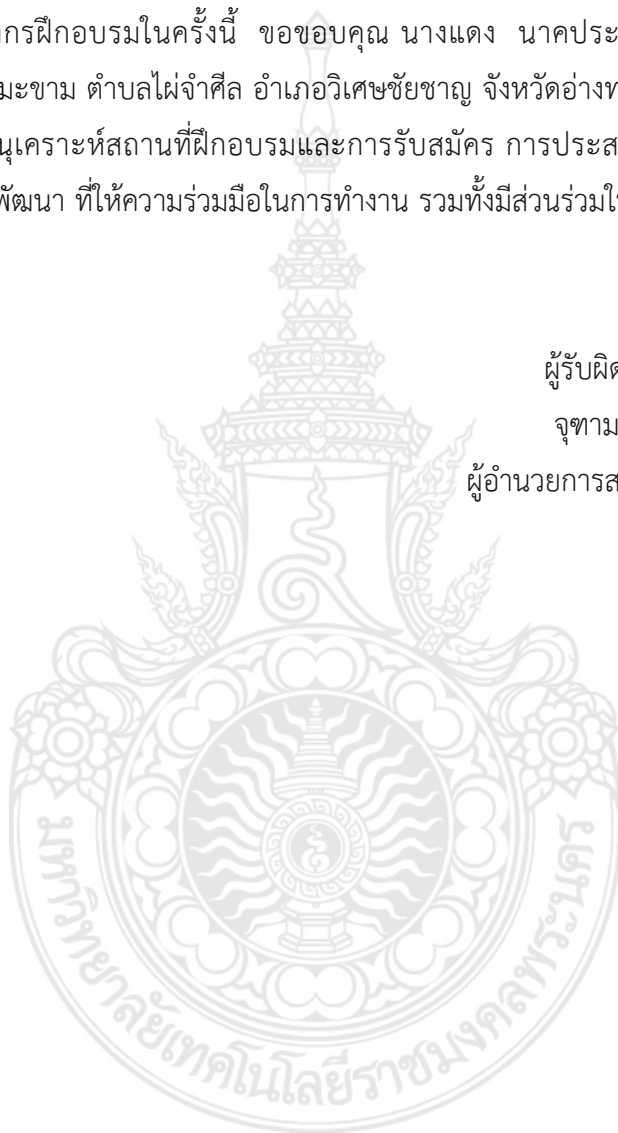 ากรฝึกอบรมในครั้งนี้ ขอขอบคุณ นางแดง นาคประ
มะขาม ตำบลไผ่จำศีล อำเภอวิเศษชัยชาญ จังหวัดอ่างท
นุเคราะห์สถานที่ฝึกอบรมและการรับสมัคร การประส
พัฒนา ที่ให้ความร่วมมือในการทำงาน รวมทั้งมีส่วนร่วมใ
ผู้รับผิด
จุฑาม
ผู้อำนวยการส
มหาวิทยาลัยเทคโนโลยีราชมงคลพระนคร